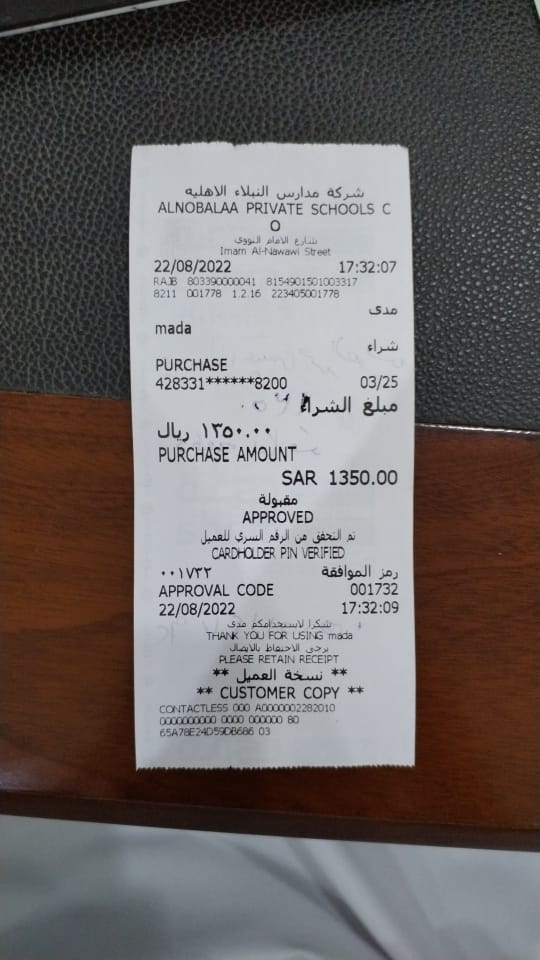 شركة مدارس النبلاء الاهليه
ALNOBALAA PRIVATE SCHOOLS C
O
شارع الامام النووي
Imam Al-Nawawi Street
22/08/2022 17:32:07
RAJB 803390000041 8154901501003317
8211 001778 1.2.16 223405001778
مدى
mada
شراء
PURCHASE
428331******8200 03/25
مبلغ الشراء
١٣٥٠.٠٠ ريال
PURCHASE AMOUNT
SAR 1350.00
مقبولة
APPROVED
تم التحقق من الرقم السري للعميل
CARDHOLDER PIN VERIFIED
رمز الموافقة ٠٠١٧٣٢
APPROVAL CODE 001732
22/08/2022 17:32:09
شكرا لاستخدامكم مدى
THANK YOU FOR USING mada
يرجى الاحتفاظ بالايصال
PLEASE RETAIN RECEIPT
** نسخة العميل **
** CUSTOMER COPY **
CONTACTLESS 000 A0000002282010
0000000000 0000 000000 80
65A78E24D59DB686 03